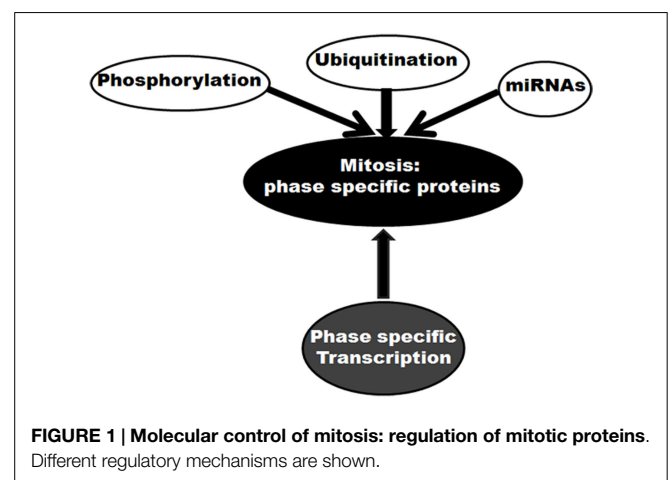 Ubiquitination
Phosphorylation
miRNAs
Mitosis:
phase specific proteins
Phase specific
Transcription
FIGURE 1 | Molecular control of mitosis: regulation of mitotic proteins.
Different regulatory mechanisms are shown.